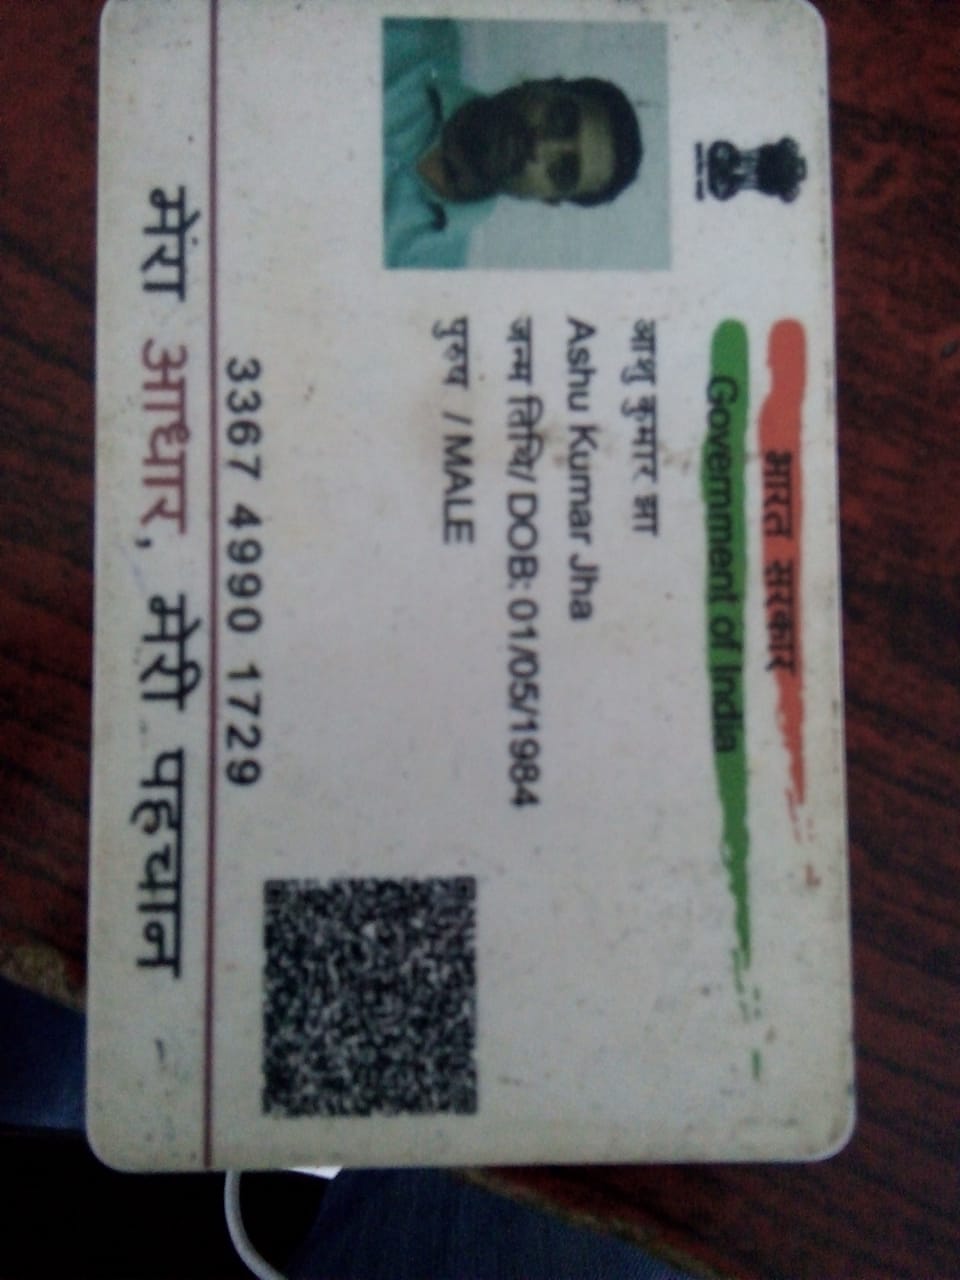 भारत सरकार
Government of India
आशु कुमार झा
Ashu Kumar Jha
जन्म तिथि/ DOB: 01/05/1984
पुरुष / MALE
3367 4990 1729
मेरा आधार, मेरी पहचान